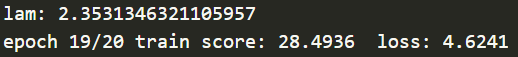 lam: 2.3531346321105957
epoch 19/20 train score: 28.4936  loss: 4.6241